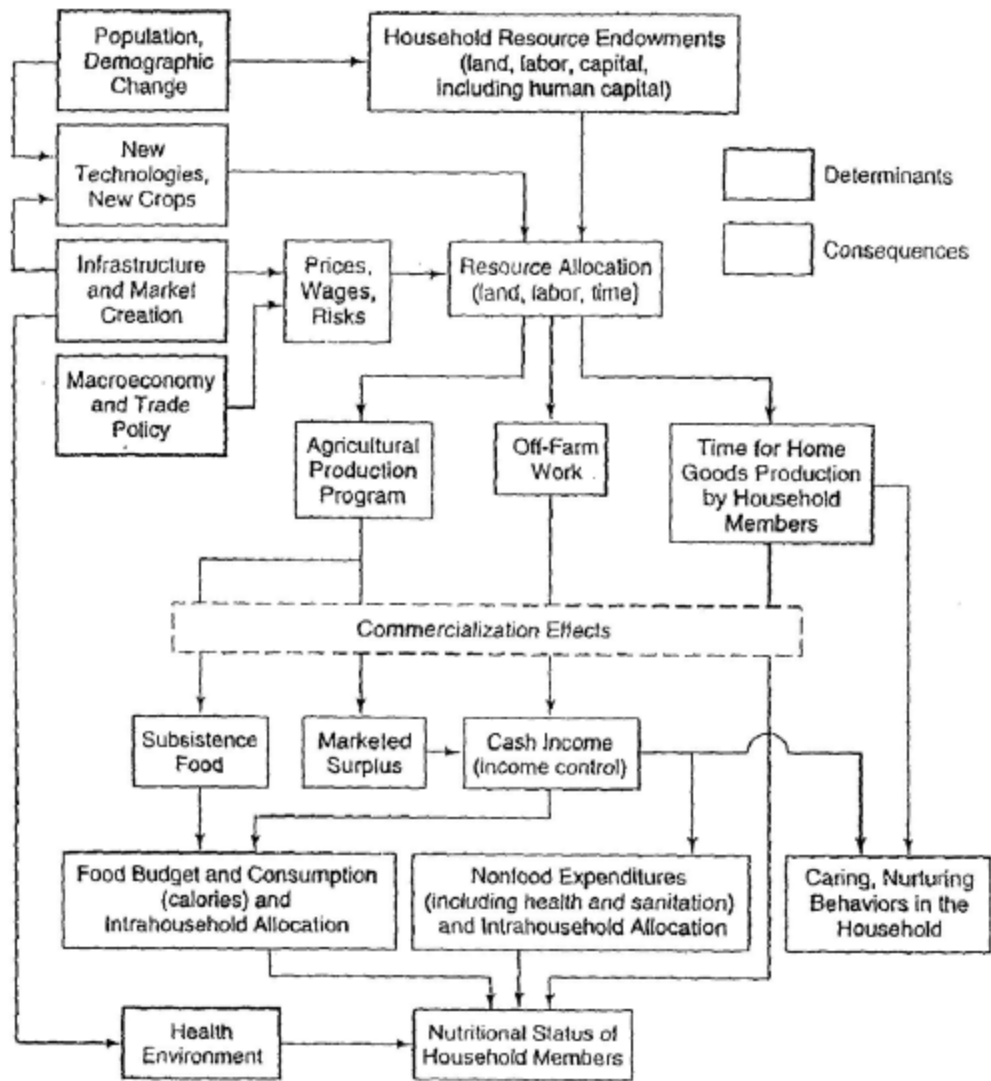 Population,
Demographic
Change
Household Resource Endowments
(land, labor, capital,
including human capital)
New
Technologies,
New Crops
Determinants
Consequences
Infrastructure
and Market
Creation
Prices,
Wages,
Risks
Resource Allocation
(land, labor, time)
Macroeconomy
and Trade
Policy
Agricultural
Production
Program
Off-Farm
Work
Time for Home
Goods Production
by Household
Members
Commercialization Effects
Subsistence
Food
Marketed
Surplus
Cash Income
(income control)
Food Budget and Consumption
(calories) and
Intrahousehold Allocation
Nonfood Expenditures
(including health and sanitation)
and Intrahousehold Allocation
Caring, Nurturing
Behaviors in the
Household
Health
Environment
Nutritional Status of
Household Members